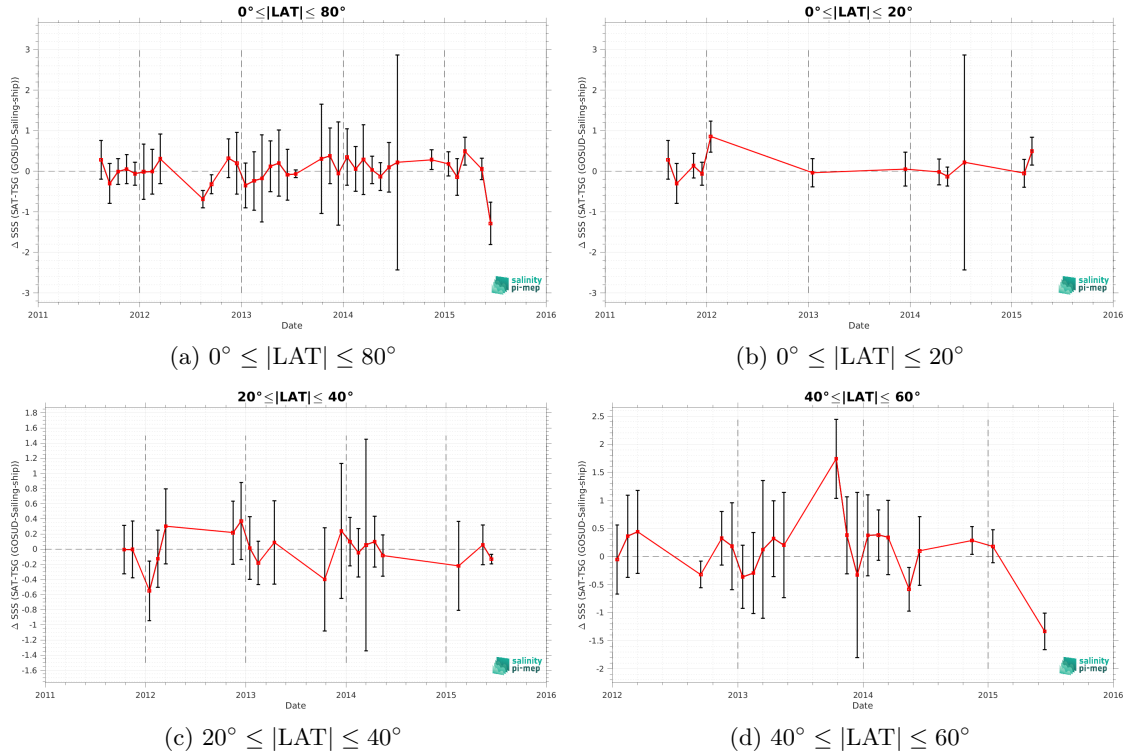 0°≤|LAT|≤ 80°
Δ SSS (SAT-TSG (GOSUD-Sailing-ship))
3
2
1
0
-1
-2
-3
2011 2012 2013 2014 2015 2016
Date
salinity
pi-mep
(a) 0° ≤ |LAT| ≤ 80°
0°≤|LAT|≤ 20°
Δ SSS (SAT-TSG (GOSUD-Sailing-ship))
3
2
1
0
-1
-2
-3
2011 2012 2013 2014 2015 2016
Date
salinity
pi-mep
(b) 0° ≤ |LAT| ≤ 20°
20°≤|LAT|≤ 40°
Δ SSS (SAT-TSG (GOSUD-Sailing-ship))
1.8
1.6
1.4
1.2
1
0.8
0.6
0.4
0.2
0
-0.2
-0.4
-0.6
-0.8
-1
-1.2
-1.4
-1.6
2011 2012 2013 2014 2015 2016
Date
salinity
pi-mep
(c) 20° ≤ |LAT| ≤ 40°
40°≤|LAT|≤ 60°
Δ SSS (SAT-TSG (GOSUD-Sailing-ship))
2.5
2
1.5
1
0.5
0
-0.5
-1
-1.5
-2
2012 2013 2014 2015 2016
Date
salinity
pi-mep
(d) 40° ≤ |LAT| ≤ 60°